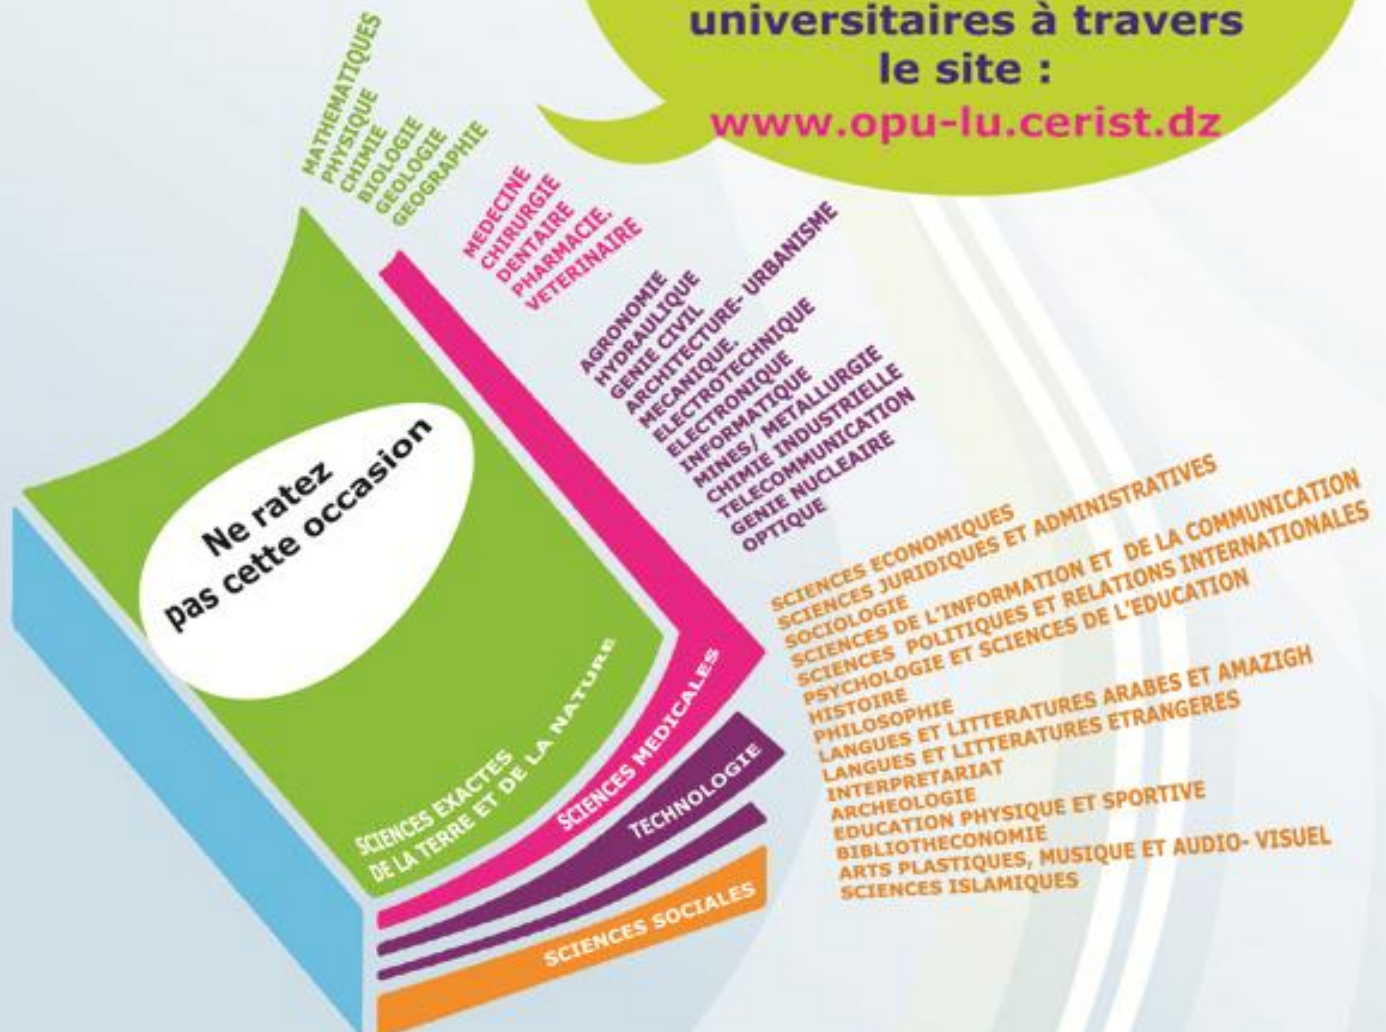 universitaires à travers
le site :
www.opu-lu.cerist.dz
MATHEMATIQUES
PHYSIQUE
CHIMIE
BIOLOGIE
GEOLOGIE
GEOGRAPHIE
MEDECINE
CHIRURGIE
DENTAIRE
PHARMACIE.
VETERINAIRE
AGRONOMIE
HYDRAULIQUE
GENIE CIVIL
ARCHITECTURE- URBANISME
MECANIQUE.
ELECTROTECHNIQUE
ELECTRONIQUE
INFORMATIQUE
MINES/ METALLURGIE
CHIMIE INDUSTRIELLE
TELECOMMUNICATION
GENIE NUCLEAIRE
OPTIQUE
SCIENCES ECONOMIQUES
SCIENCES JURIDIQUES ET ADMINISTRATIVES
SOCIOLOGIE
SCIENCES DE L'INFORMATION ET DE LA COMMUNICATION
SCIENCES POLITIQUES ET RELATIONS INTERNATIONALES
PSYCHOLOGIE ET SCIENCES DE L'EDUCATION
HISTOIRE
PHILOSOPHIE
LANGUES ET LITTERATURES ARABES ET AMAZIGH
LANGUES ET LITTERATURES ETRANGERES
INTERPRETARIAT
ARCHEOLOGIE
EDUCATION PHYSIQUE ET SPORTIVE
BIBLIOTHECONOMIE
ARTS PLASTIQUES, MUSIQUE ET AUDIO- VISUEL
SCIENCES ISLAMIQUES
Ne ratez
pas cette occasion
SCIENCES EXACTES
DE LA TERRE ET DE LA NATURE
SCIENCES MEDICALES
TECHNOLOGIE
SCIENCES SOCIALES